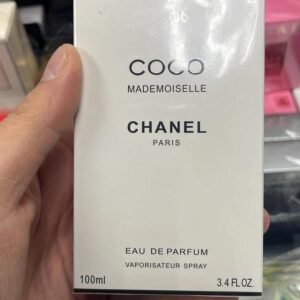 COCO
MADEMOISELLE
CHANEL
PARIS
EAU DE PARFUM
VAPORISATEUR SPRAY
100ml 3.4 FL.OZ.